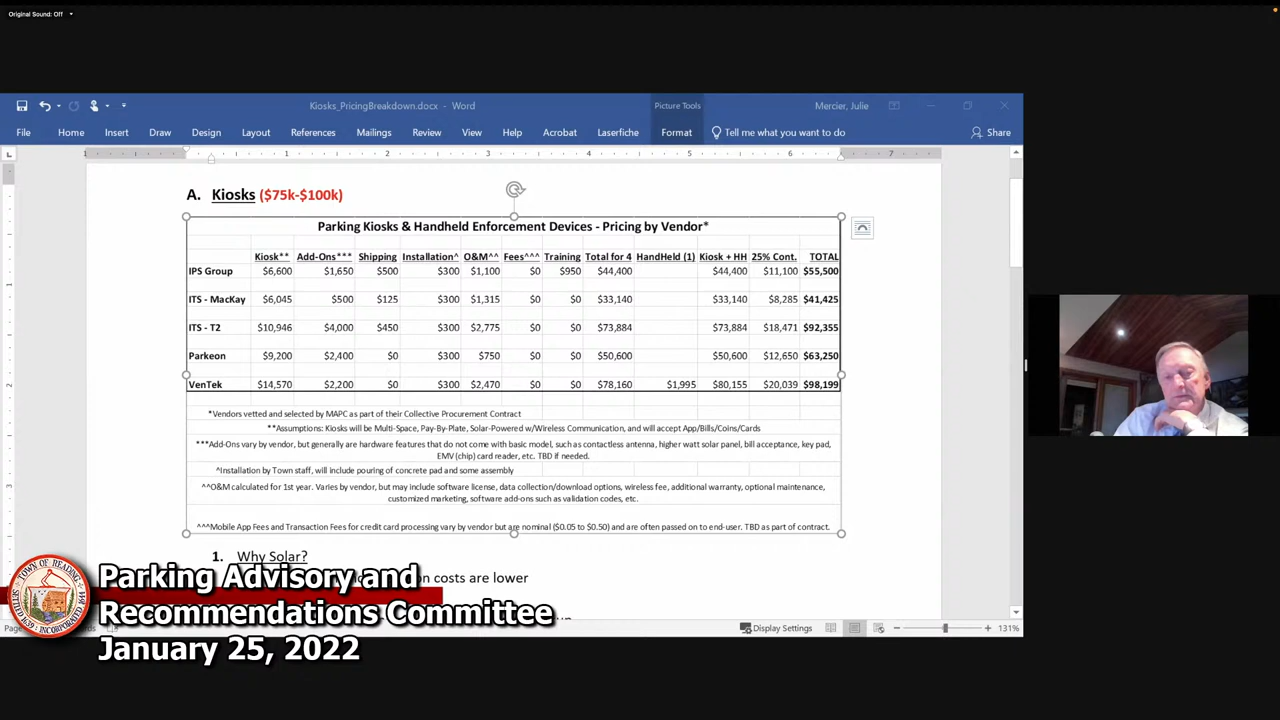 Original Sound: Off
Kiosks_PricingBreakdown.docx - Word
Picture Tools
Mercier, Julie
File Home Insert Draw Design Layout References Mailings Review View Help Acrobat Laserfiche Format Tell me what you want to do Share
1 1 2 3 4 5 6 7
A. Kiosks ($75k-$100k)
Parking Kiosks & Handheld Enforcement Devices - Pricing by Vendor*
Kiosk** Add-Ons*** Shipping Installation^ O&M^^ Fees^^^ Training Total for 4 HandHeld (1) Kiosk + HH 25% Cont. TOTAL
IPS Group $6,600 $1,650 $500 $300 $1,100 $0 $950 $44,400 $44,400 $11,100 $55,500
ITS - MacKay $6,045 $500 $125 $300 $1,315 $0 $0 $33,140 $33,140 $8,285 $41,425
ITS - T2 $10,946 $4,000 $450 $300 $2,775 $0 $0 $73,884 $73,884 $18,471 $92,355
Parkeon $9,200 $2,400 $0 $300 $750 $0 $0 $50,600 $50,600 $12,650 $63,250
VenTek $14,570 $2,200 $0 $300 $2,470 $0 $0 $78,160 $1,995 $80,155 $20,039 $98,199
*Vendors vetted and selected by MAPC as part of their Collective Procurement Contract
**Assumptions: Kiosks will be Multi-Space, Pay-By-Plate, Solar-Powered w/Wireless Communication, and will accept App/Bills/Coins/Cards
***Add-Ons vary by vendor, but generally are hardware features that do not come with basic model, such as contactless antenna, higher watt solar panel, bill acceptance, key pad,
EMV (chip) card reader, etc. TBD if needed.
^Installation by Town staff, will include pouring of concrete pad and some assembly
^^O&M calculated for 1st year. Varies by vendor, but may include software license, data collection/download options, wireless fee, additional warranty, optional maintenance,
customized marketing, software add-ons such as validation codes, etc.
^^^Mobile App Fees and Transaction Fees for credit card processing vary by vendor but are nominal ($0.05 to $0.50) and are often passed on to end-user. TBD as part of contract.
1. Why Solar?
on costs are lower
Display Settings
131%
TOWN OF READING
Parking Advisory and
Recommendations Committee
January 25, 2022